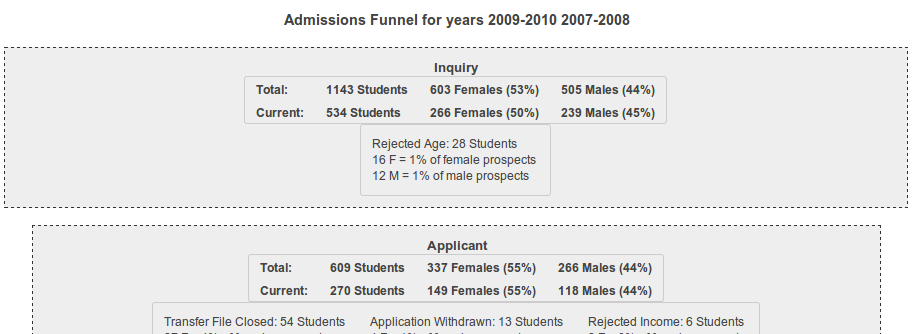 Admissions Funnel for years 2009-2010 2007-2008
Inquiry
Total: 1143 Students 603 Females (53%) 505 Males (44%)
Current: 534 Students 266 Females (50%) 239 Males (45%)
Rejected Age: 28 Students
16 F = 1% of female prospects
12 M = 1% of male prospects
Applicant
Total: 609 Students 337 Females (55%) 266 Males (44%)
Current: 270 Students 149 Females (55%) 118 Males (44%)
Transfer File Closed: 54 Students Application Withdrawn: 13 Students Rejected Income: 6 Students